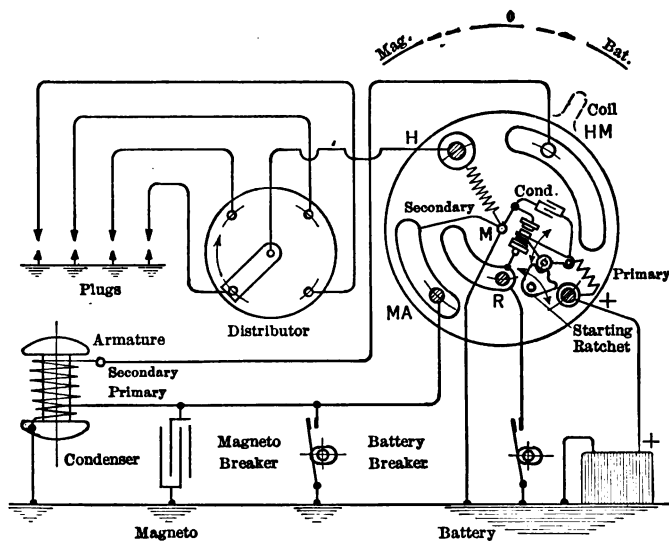 Mag.
0
Bat.
Coil
HM
H
Cond.
Secondary
M
Primary
+
R
MA
Starting
Ratchet
Plugs
Distributor
Armature
Secondary
Primary
Condenser
Magneto
Breaker
Battery
Breaker
+
Magneto
Battery